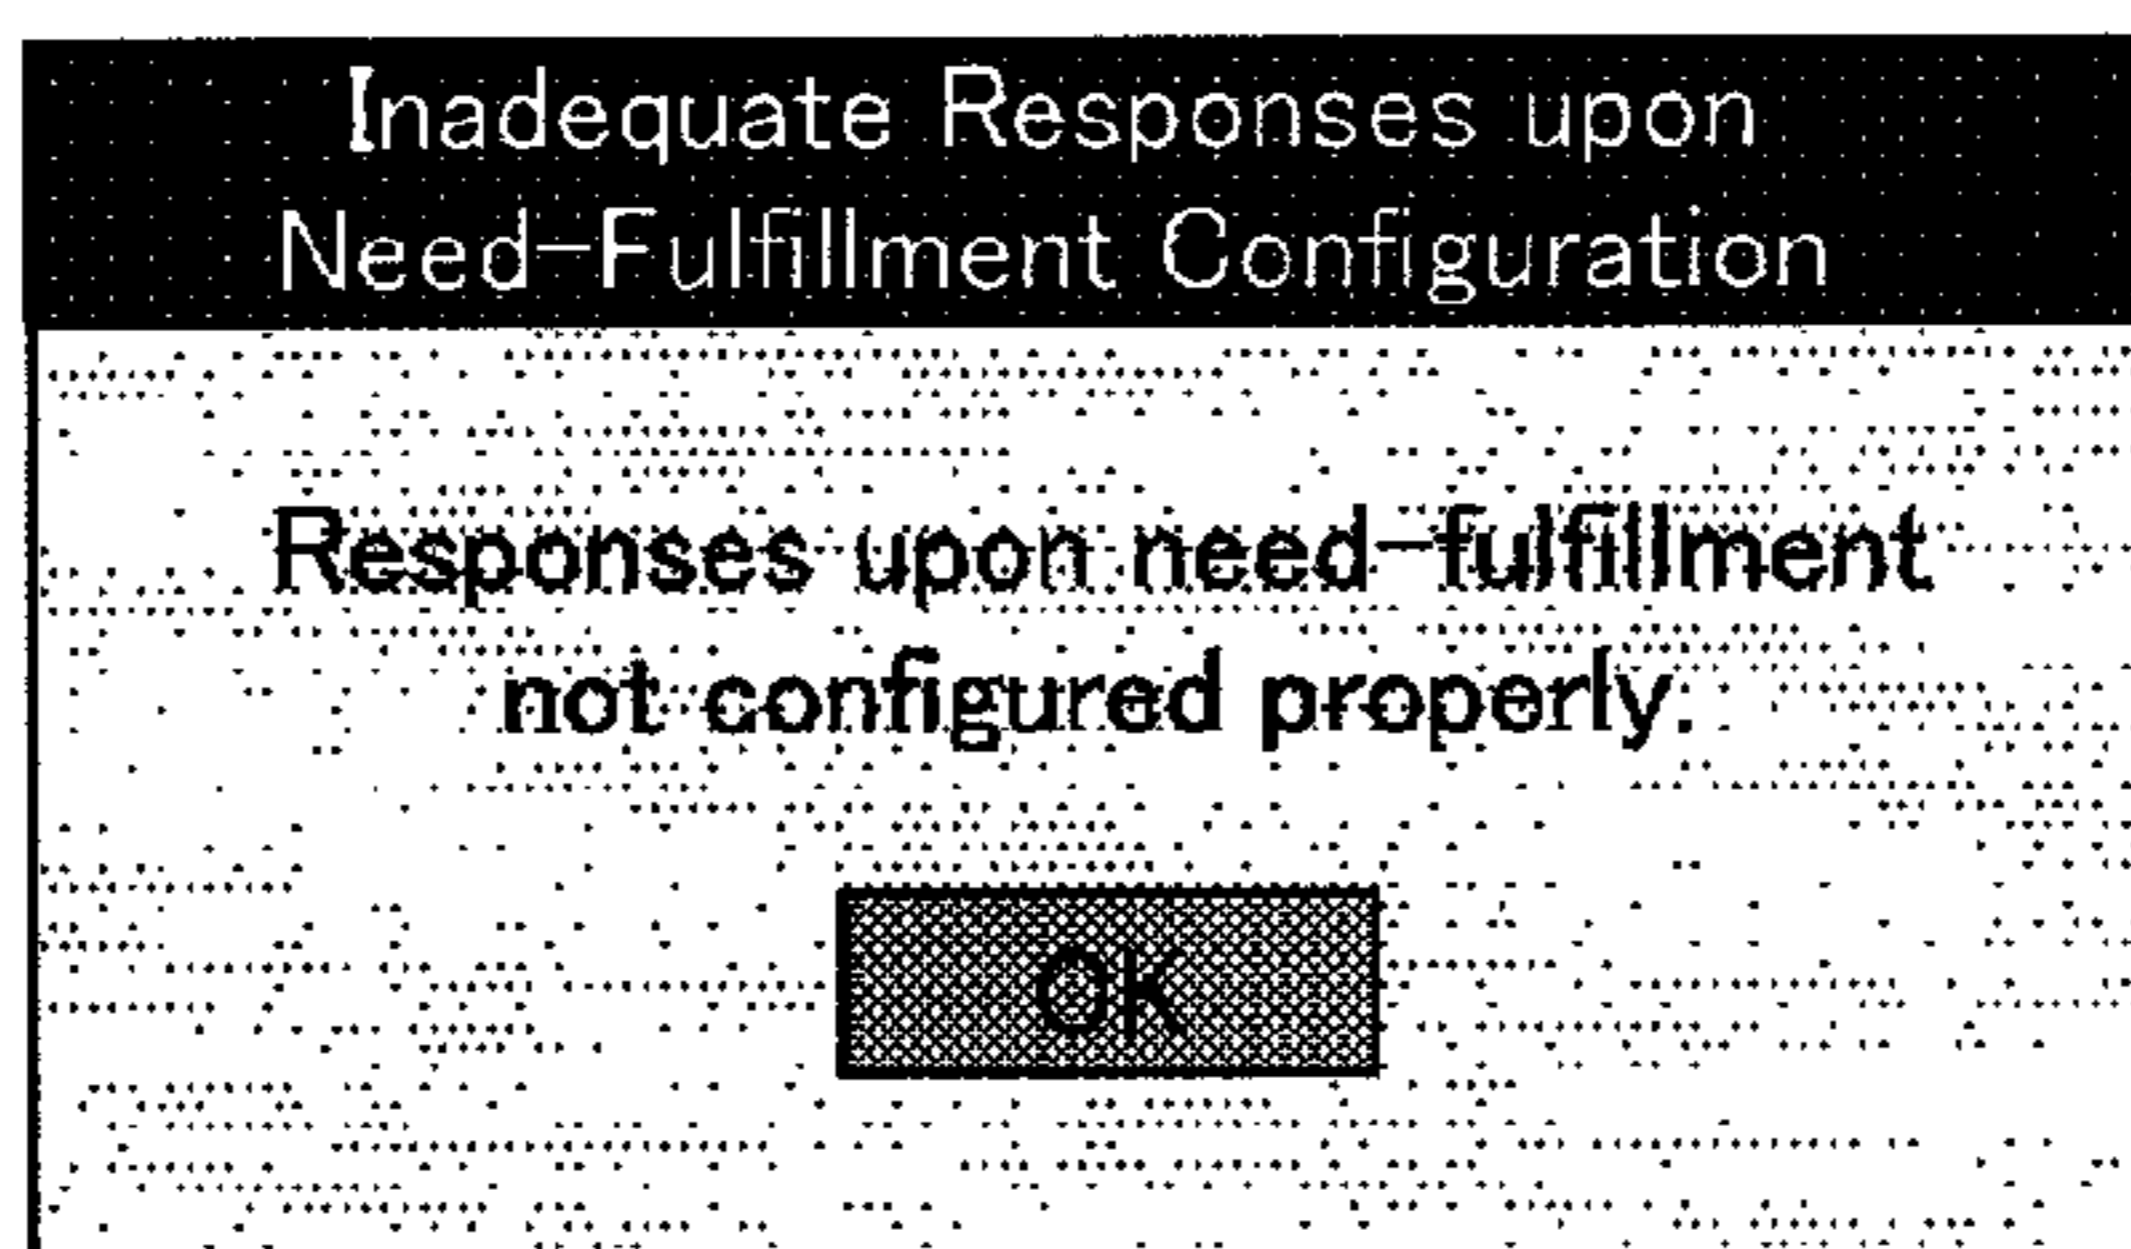 Inadequate Responses upon
Need-Fulfillment Configuration
Responses upon need-fulfillment
not configured properly.
OK